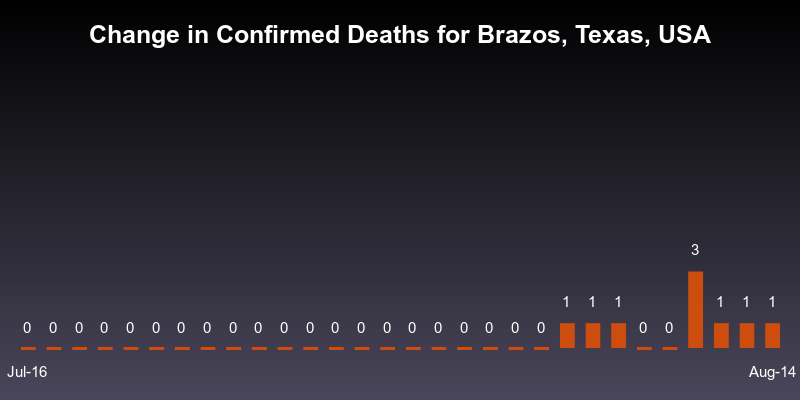 Change in Confirmed Deaths for Brazos, Texas, USA
3
1 1 1 1 1 1
0 0 0 0 0 0 0 0 0 0 0 0 0 0 0 0 0 0 0 0 0 0 0
Jul-16 Aug-14